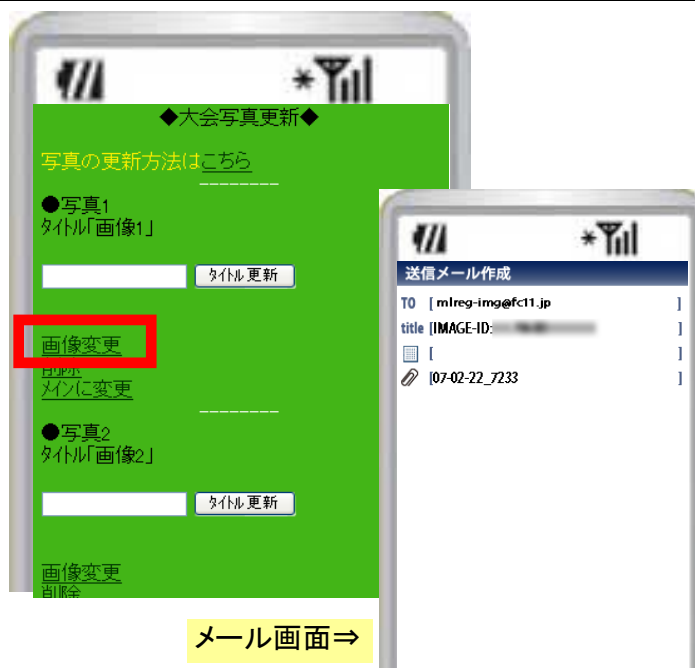 ◆大会写真更新◆
写真の更新方法はこちら
--------
●写真1
ﾀｲﾄﾙ｢画像1｣
ﾀｲﾄﾙ更新
画像変更
削除
ﾒｲﾝに変更
--------
●写真2
ﾀｲﾄﾙ｢画像2｣
ﾀｲﾄﾙ更新
画像変更
削除
メール画面⇒
送信メール作成
TO [ mlreg-img@fc11.jp ]
title [IMAGE-ID: ]
[ ]
[07-02-22_7233 ]